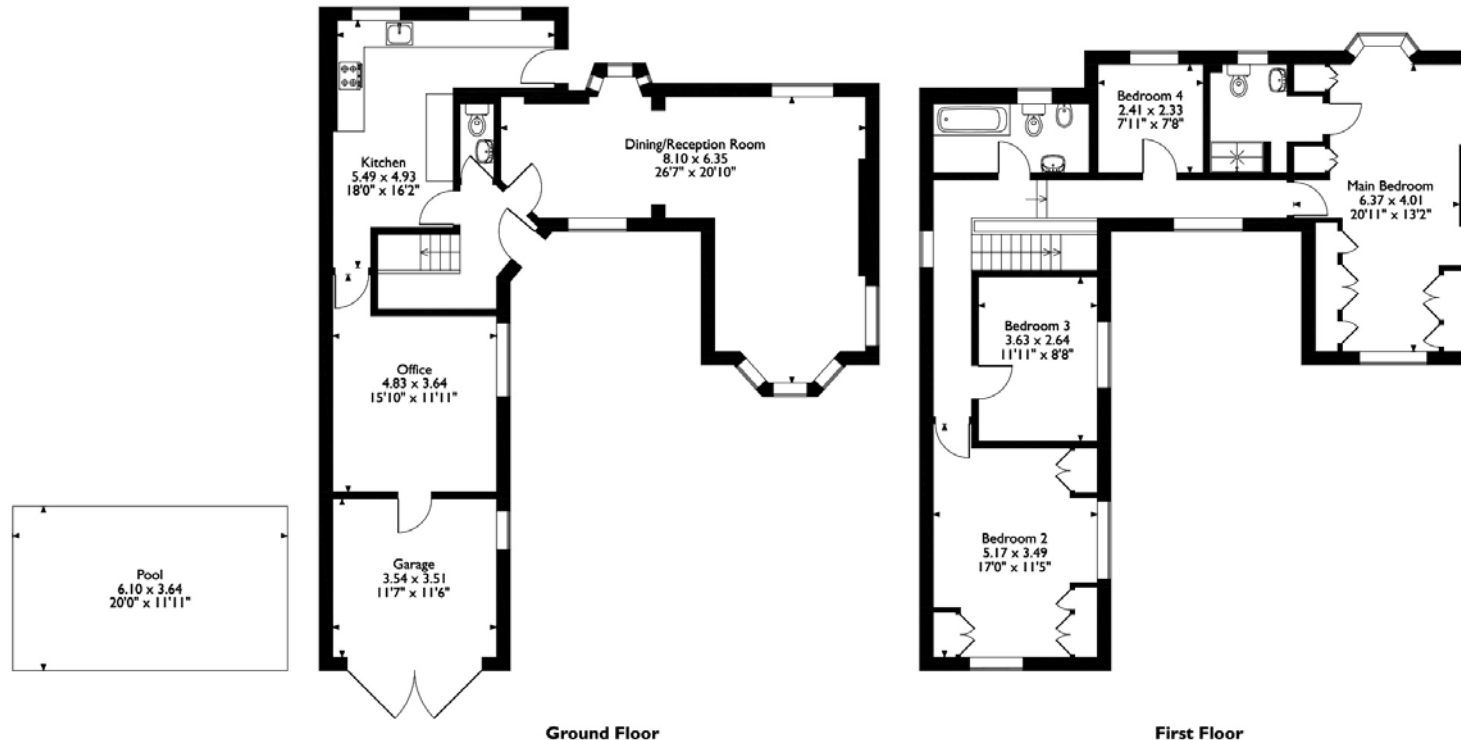 Kitchen
5.49 x 4.93
18'0" x 16'2"
Dining/Reception Room
8.10 x 6.35
26'7" x 20'10"
Office
4.83 x 3.64
15'10" x 11'11"
Garage
3.54 x 3.51
11'7" x 11'6"
Pool
6.10 x 3.64
20'0" x 11'11"
Ground Floor
Bedroom 4
2.41 x 2.33
7'11" x 7'8"
Main Bedroom
6.37 x 4.01
20'11" x 13'2"
Bedroom 3
3.63 x 2.64
11'11" x 8'8"
Bedroom 2
5.17 x 3.49
17'0" x 11'5"
First Floor